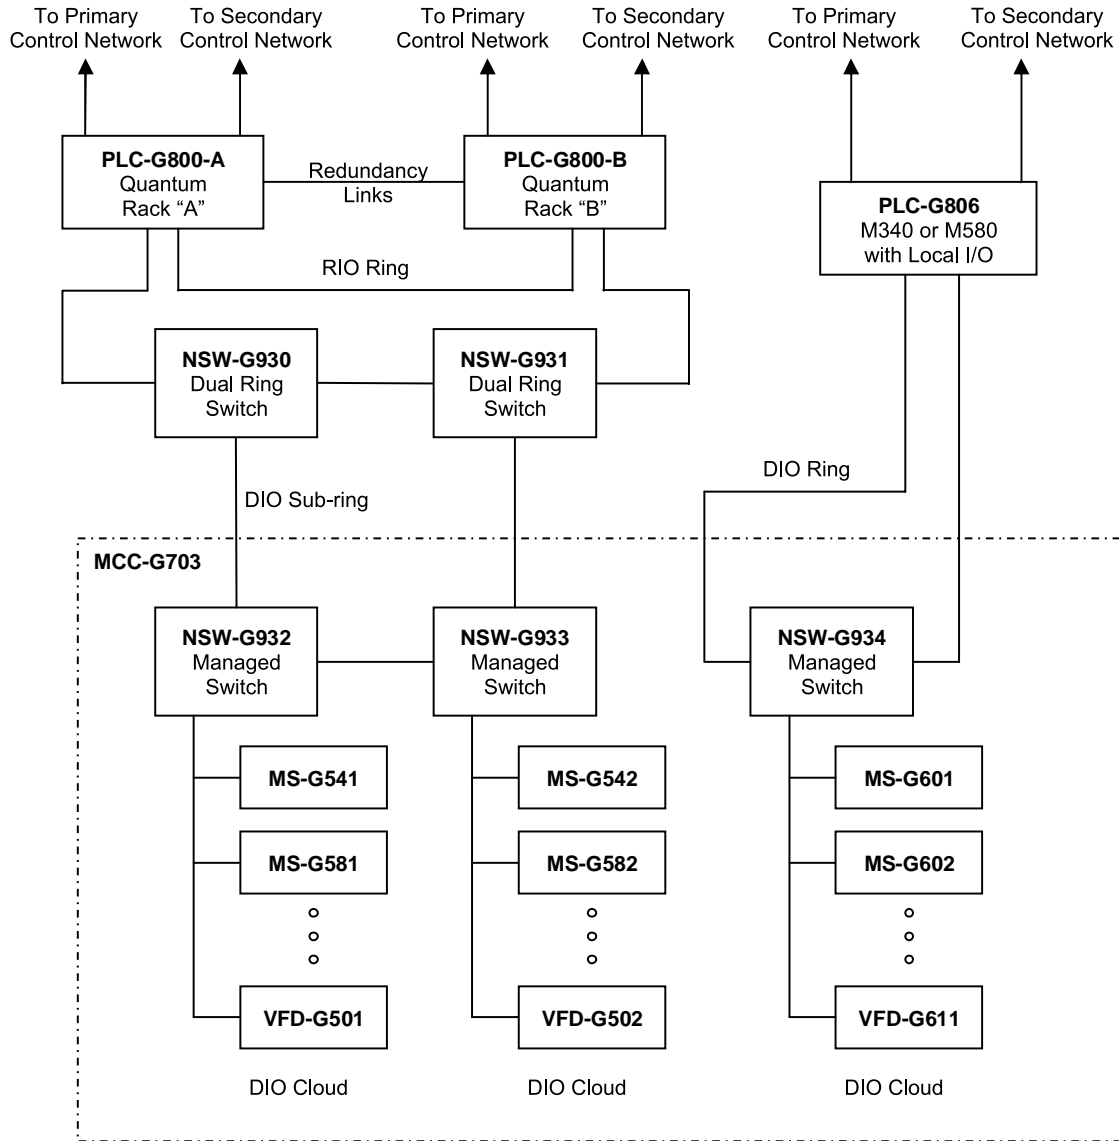 To Primary
Control Network
To Secondary
Control Network
To Primary
Control Network
To Secondary
Control Network
To Primary
Control Network
To Secondary
Control Network
PLC-G800-A
Quantum
Rack “A”
Redundancy
Links
PLC-G800-B
Quantum
Rack “B”
PLC-G806
M340 or M580
with Local I/O
RIO Ring
NSW-G930
Dual Ring
Switch
NSW-G931
Dual Ring
Switch
DIO Sub-ring
DIO Ring
MCC-G703
NSW-G932
Managed
Switch
NSW-G933
Managed
Switch
NSW-G934
Managed
Switch
MS-G541
MS-G542
MS-G601
MS-G581
MS-G582
MS-G602
VFD-G501
VFD-G502
VFD-G611
DIO Cloud
DIO Cloud
DIO Cloud